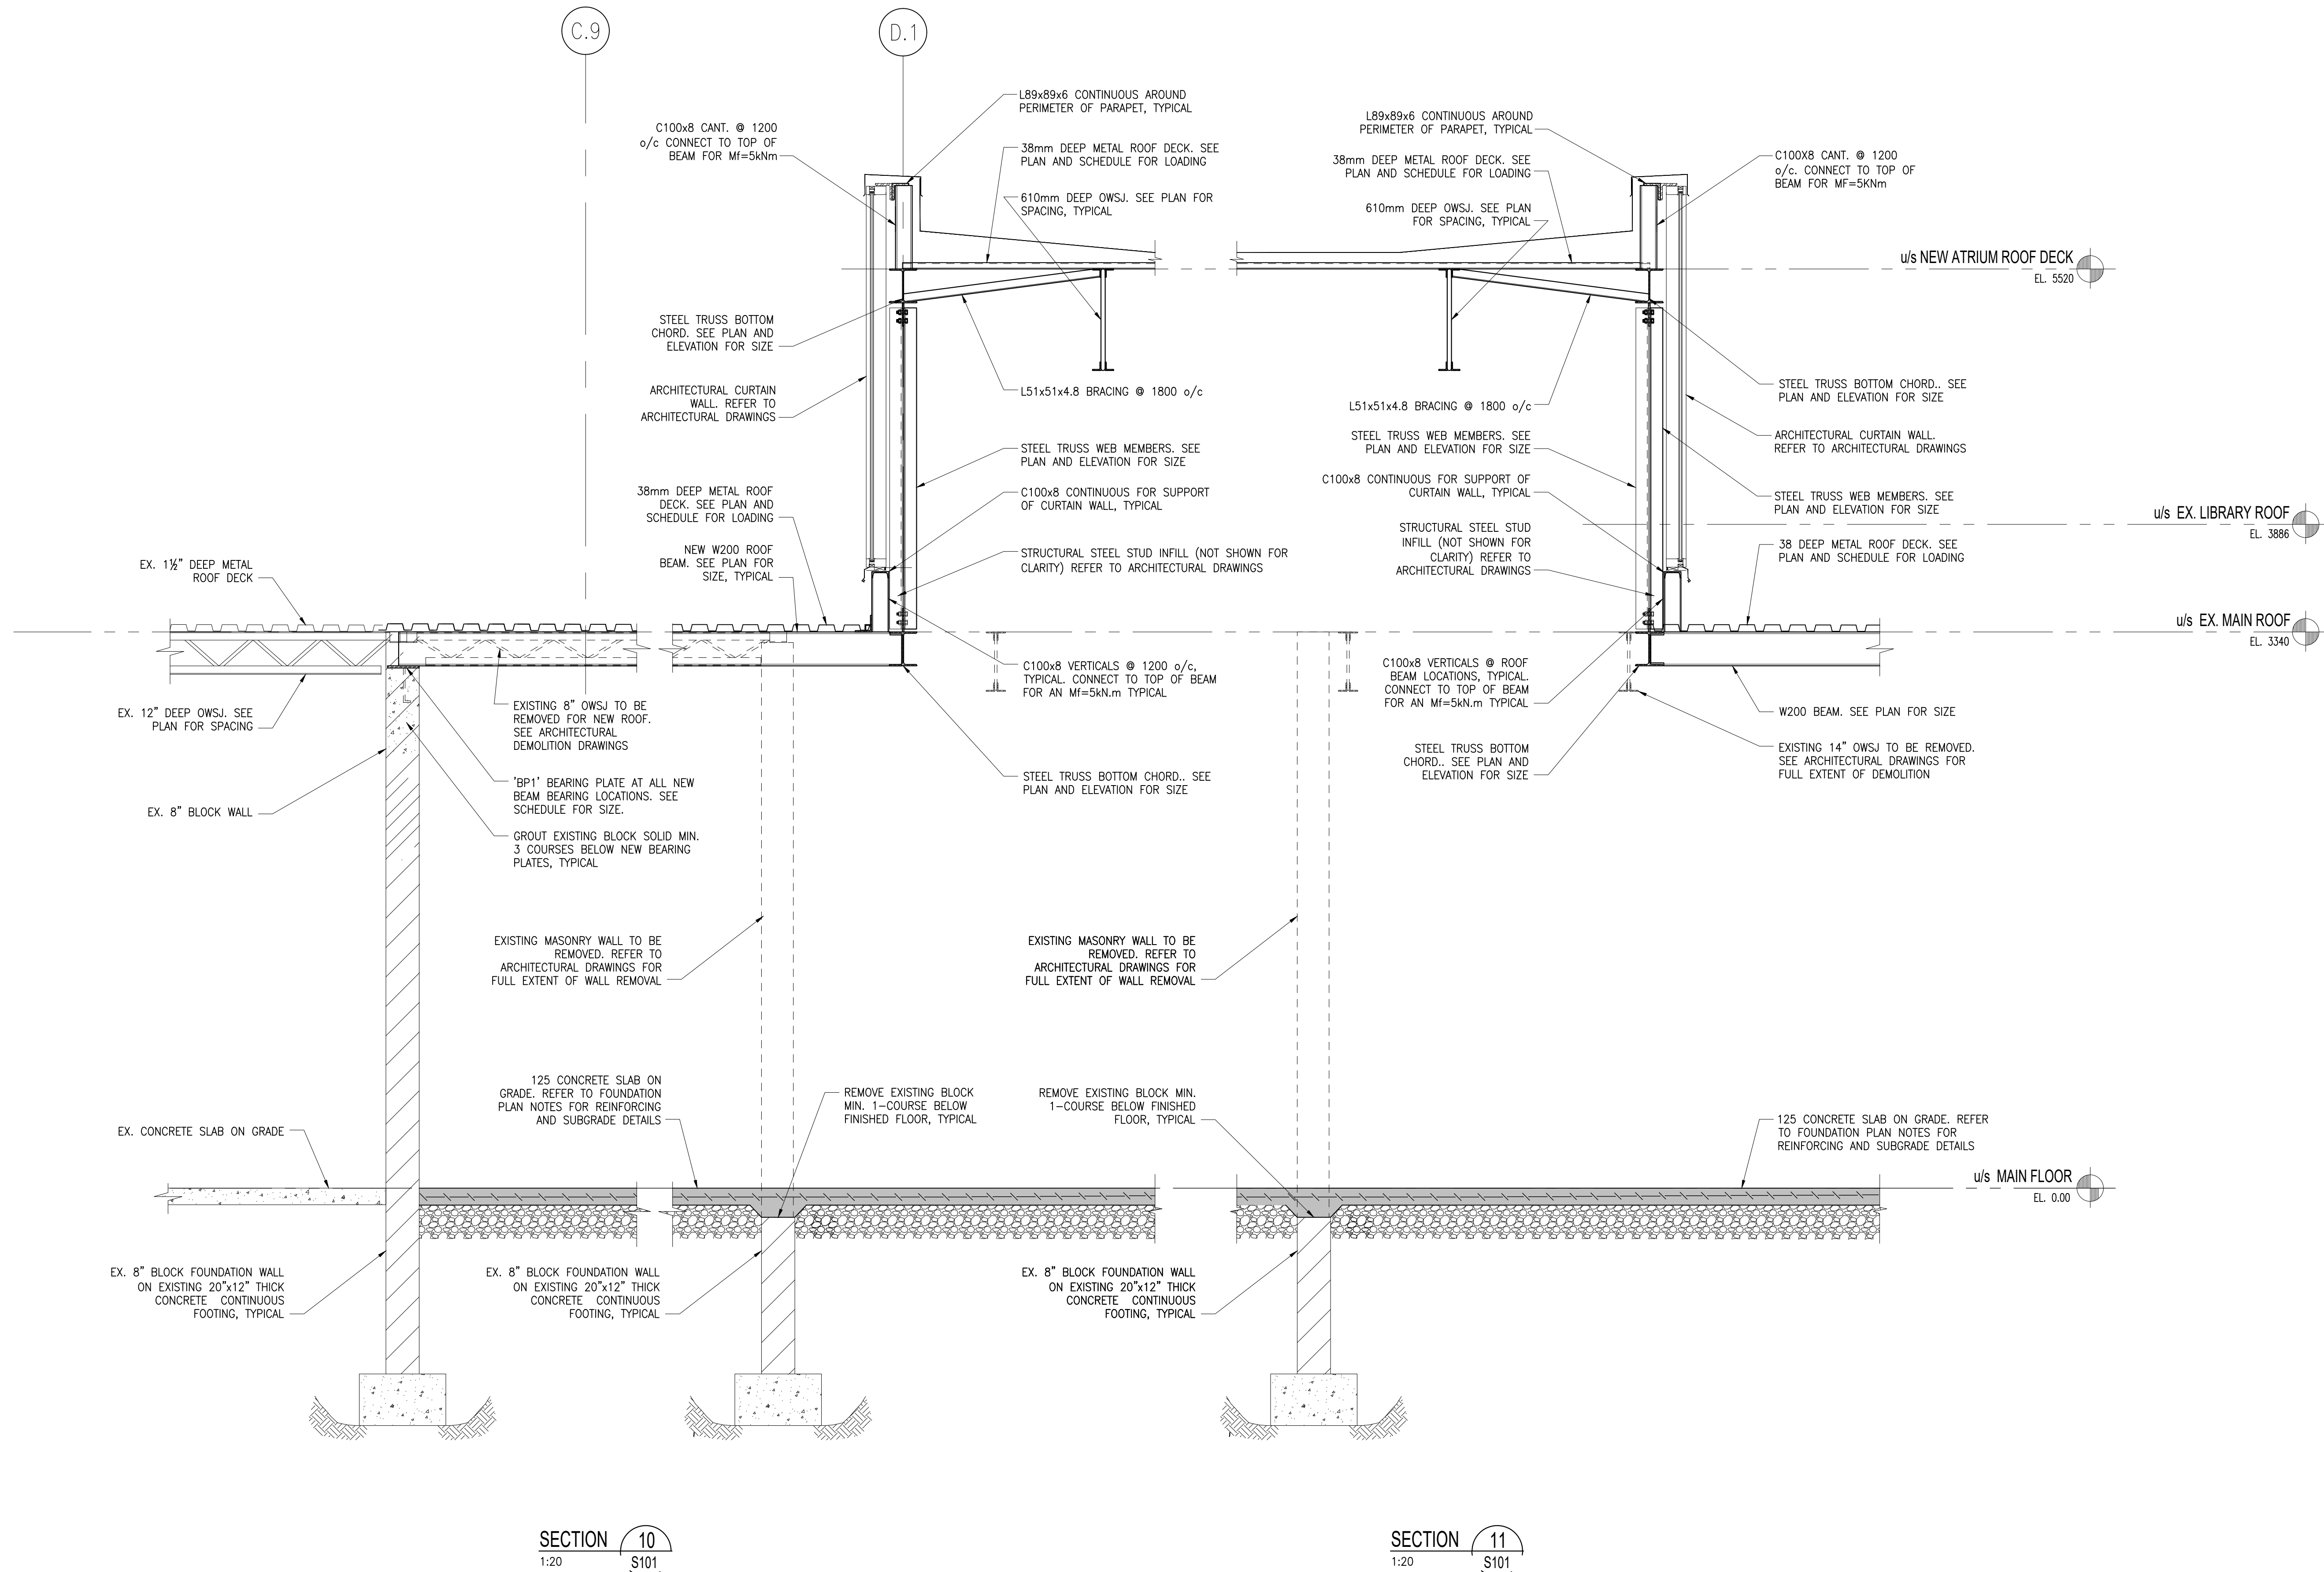 C.9
D.1
L89x89x6 CONTINUOUS AROUND
PERIMETER OF PARAPET, TYPICAL
C100x8 CANT. @ 1200
o/c CONNECT TO TOP OF
BEAM FOR Mf=5kNm
38mm DEEP METAL ROOF DECK. SEE
PLAN AND SCHEDULE FOR LOADING
610mm DEEP OWSJ. SEE PLAN FOR
SPACING, TYPICAL
STEEL TRUSS BOTTOM
CHORD. SEE PLAN AND
ELEVATION FOR SIZE
ARCHITECTURAL CURTAIN
WALL. REFER TO
ARCHITECTURAL DRAWINGS
L51x51x4.8 BRACING @ 1800 o/c
STEEL TRUSS WEB MEMBERS. SEE
PLAN AND ELEVATION FOR SIZE
38mm DEEP METAL ROOF
DECK. SEE PLAN AND
SCHEDULE FOR LOADING
C100x8 CONTINUOUS FOR SUPPORT
OF CURTAIN WALL, TYPICAL
NEW W200 ROOF
BEAM. SEE PLAN FOR
SIZE, TYPICAL
STRUCTURAL STEEL STUD INFILL (NOT SHOWN FOR
CLARITY) REFER TO ARCHITECTURAL DRAWINGS
EX. 1½" DEEP METAL
ROOF DECK
EX. 12" DEEP OWSJ. SEE
PLAN FOR SPACING
EX. 8" BLOCK WALL
EXISTING 8" OWSJ TO BE
REMOVED FOR NEW ROOF.
SEE ARCHITECTURAL
DEMOLITION DRAWINGS
'BP1' BEARING PLATE AT ALL NEW
BEAM BEARING LOCATIONS. SEE
SCHEDULE FOR SIZE.
GROUT EXISTING BLOCK SOLID MIN.
3 COURSES BELOW NEW BEARING
PLATES, TYPICAL
C100x8 VERTICALS @ 1200 o/c,
TYPICAL. CONNECT TO TOP OF BEAM
FOR AN Mf=5kN.m TYPICAL
STEEL TRUSS BOTTOM CHORD.. SEE
PLAN AND ELEVATION FOR SIZE
EXISTING MASONRY WALL TO BE
REMOVED. REFER TO
ARCHITECTURAL DRAWINGS FOR
FULL EXTENT OF WALL REMOVAL
125 CONCRETE SLAB ON
GRADE. REFER TO FOUNDATION
PLAN NOTES FOR REINFORCING
AND SUBGRADE DETAILS
REMOVE EXISTING BLOCK
MIN. 1-COURSE BELOW
FINISHED FLOOR, TYPICAL
EX. CONCRETE SLAB ON GRADE
EX. 8" BLOCK FOUNDATION WALL
ON EXISTING 20"x12" THICK
CONCRETE CONTINUOUS
FOOTING, TYPICAL
EX. 8" BLOCK FOUNDATION WALL
ON EXISTING 20"x12" THICK
CONCRETE CONTINUOUS
FOOTING, TYPICAL
SECTION 10
1:20 S101
L89x89x6 CONTINUOUS AROUND
PERIMETER OF PARAPET, TYPICAL
38mm DEEP METAL ROOF DECK. SEE
PLAN AND SCHEDULE FOR LOADING
610mm DEEP OWSJ. SEE PLAN
FOR SPACING, TYPICAL
C100X8 CANT. @ 1200
o/c. CONNECT TO TOP OF
BEAM FOR MF=5KNm
u/s NEW ATRIUM ROOF DECK
EL. 5520
L51x51x4.8 BRACING @ 1800 o/c
STEEL TRUSS BOTTOM CHORD.. SEE
PLAN AND ELEVATION FOR SIZE
STEEL TRUSS WEB MEMBERS. SEE
PLAN AND ELEVATION FOR SIZE
ARCHITECTURAL CURTAIN WALL.
REFER TO ARCHITECTURAL DRAWINGS
C100x8 CONTINUOUS FOR SUPPORT OF
CURTAIN WALL, TYPICAL
STEEL TRUSS WEB MEMBERS. SEE
PLAN AND ELEVATION FOR SIZE
u/s EX. LIBRARY ROOF
EL. 3886
STRUCTURAL STEEL STUD
INFILL (NOT SHOWN FOR
CLARITY) REFER TO
ARCHITECTURAL DRAWINGS
38 DEEP METAL ROOF DECK. SEE
PLAN AND SCHEDULE FOR LOADING
u/s EX. MAIN ROOF
EL. 3340
C100x8 VERTICALS @ ROOF
BEAM LOCATIONS, TYPICAL.
CONNECT TO TOP OF BEAM
FOR AN Mf=5kN.m TYPICAL
W200 BEAM. SEE PLAN FOR SIZE
STEEL TRUSS BOTTOM
CHORD.. SEE PLAN AND
ELEVATION FOR SIZE
EXISTING 14" OWSJ TO BE REMOVED.
SEE ARCHITECTURAL DRAWINGS FOR
FULL EXTENT OF DEMOLITION
EXISTING MASONRY WALL TO BE
REMOVED. REFER TO
ARCHITECTURAL DRAWINGS FOR
FULL EXTENT OF WALL REMOVAL
REMOVE EXISTING BLOCK MIN.
1-COURSE BELOW FINISHED
FLOOR, TYPICAL
125 CONCRETE SLAB ON GRADE. REFER
TO FOUNDATION PLAN NOTES FOR
REINFORCING AND SUBGRADE DETAILS
u/s MAIN FLOOR
EL. 0.00
EX. 8" BLOCK FOUNDATION WALL
ON EXISTING 20"x12" THICK
CONCRETE CONTINUOUS
FOOTING, TYPICAL
SECTION 11
1:20 S101